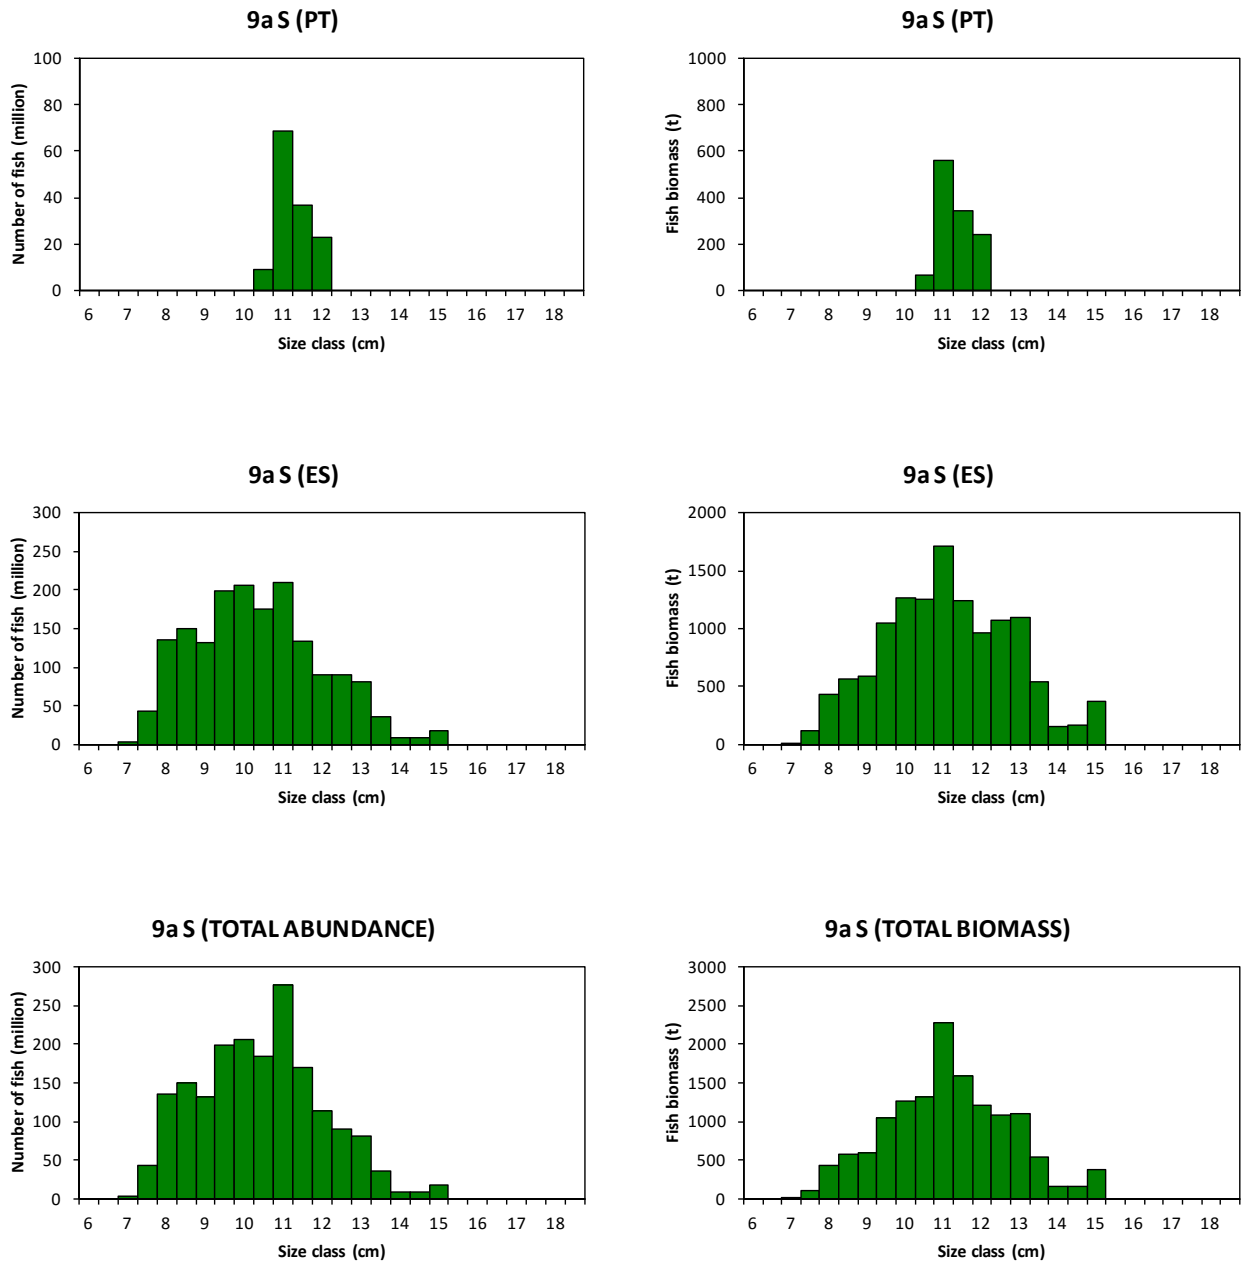 9a S (PT)
Number of fish (million)
100
80
60
40
20
0
6 7 8 9 10 11 12 13 14 15 16 17 18
Size class (cm)
9a S (PT)
Fish biomass (t)
1000
800
600
400
200
0
6 7 8 9 10 11 12 13 14 15 16 17 18
Size class (cm)
9a S (ES)
Number of fish (million)
300
250
200
150
100
50
0
6 7 8 9 10 11 12 13 14 15 16 17 18
Size class (cm)
9a S (ES)
Fish biomass (t)
2000
1500
1000
500
0
6 7 8 9 10 11 12 13 14 15 16 17 18
Size class (cm)
9a S (TOTAL ABUNDANCE)
Number of fish (million)
300
250
200
150
100
50
0
6 7 8 9 10 11 12 13 14 15 16 17 18
Size class (cm)
9a S (TOTAL BIOMASS)
Fish biomass (t)
3000
2500
2000
1500
1000
500
0
6 7 8 9 10 11 12 13 14 15 16 17 18
Size class (cm)